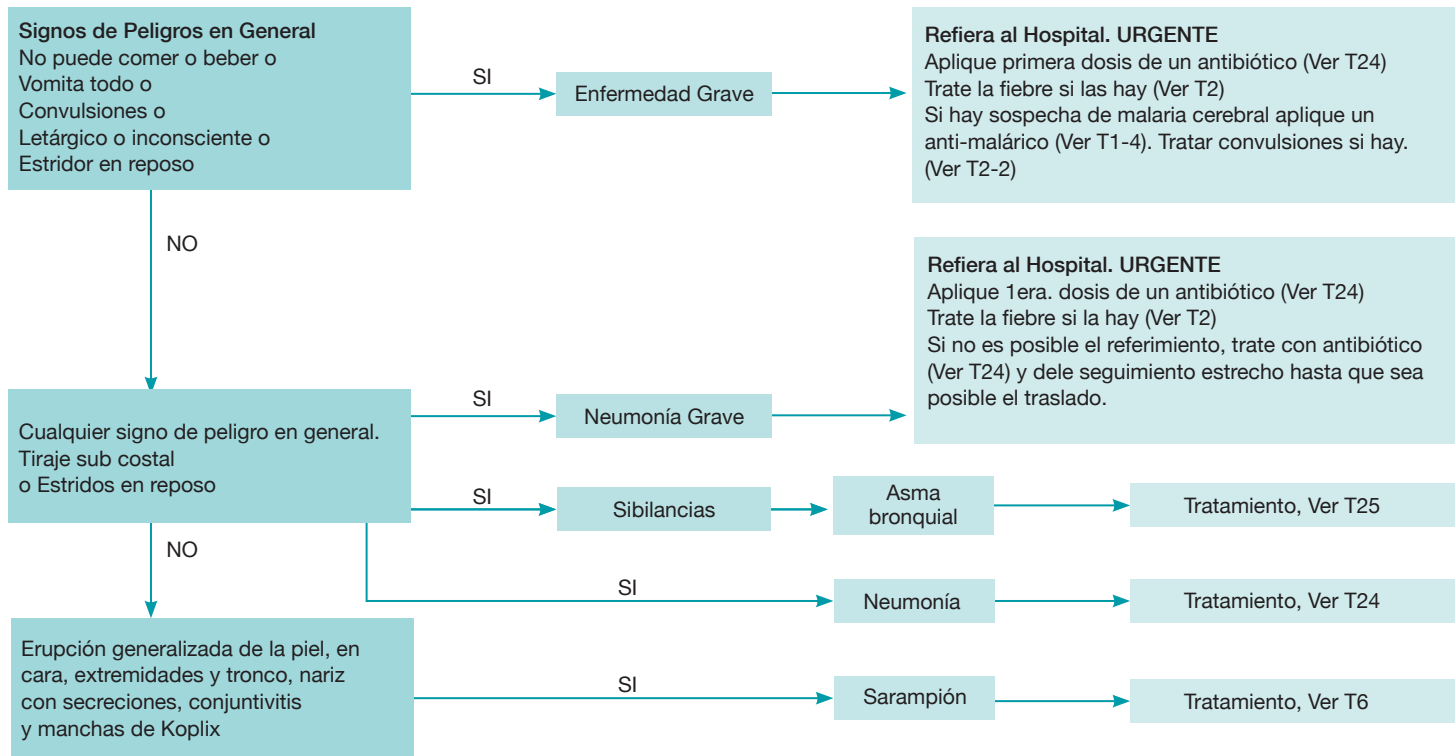 Signos de Peligros en General
No puede comer o beber o
Vomita todo o
Convulsiones o
Letárgico o inconsciente o
Estridor en reposo
SI
Enfermedad Grave
Refiera al Hospital. URGENTE
Aplique primera dosis de un antibiótico (Ver T24)
Trate la fiebre si las hay (Ver T2)
Si hay sospecha de malaria cerebral aplique un
anti-malárico (Ver T1-4). Tratar convulsiones si hay.
(Ver T2-2)
NO
Cualquier signo de peligro en general.
Tiraje sub costal
o Estridos en reposo
SI
Neumonía Grave
Refiera al Hospital. URGENTE
Aplique 1era. dosis de un antibiótico (Ver T24)
Trate la fiebre si la hay (Ver T2)
Si no es posible el referimiento, trate con antibiótico
(Ver T24) y dele seguimiento estrecho hasta que sea
posible el traslado.
SI
Sibilancias
Asma
bronquial
Tratamiento, Ver T25
NO
SI
Neumonía
Tratamiento, Ver T24
Erupción generalizada de la piel, en
cara, extremidades y tronco, nariz
con secreciones, conjuntivitis
y manchas de Koplix
SI
Sarampión
Tratamiento, Ver T6